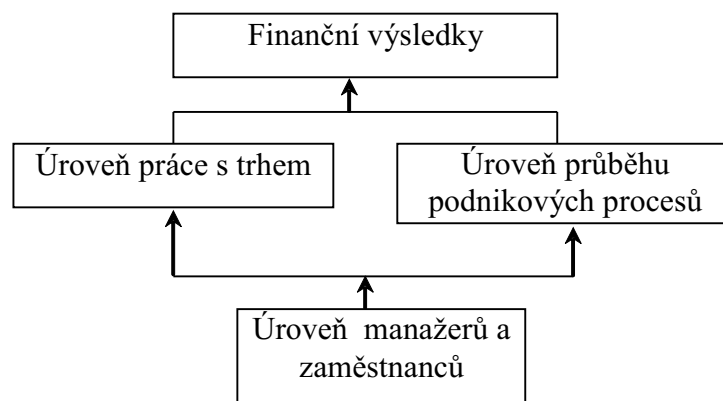 Finanční výsledky
Úroveň práce s trhem
Úroveň průběhu
podnikových procesů
Úroveň manažerů a
zaměstnanců